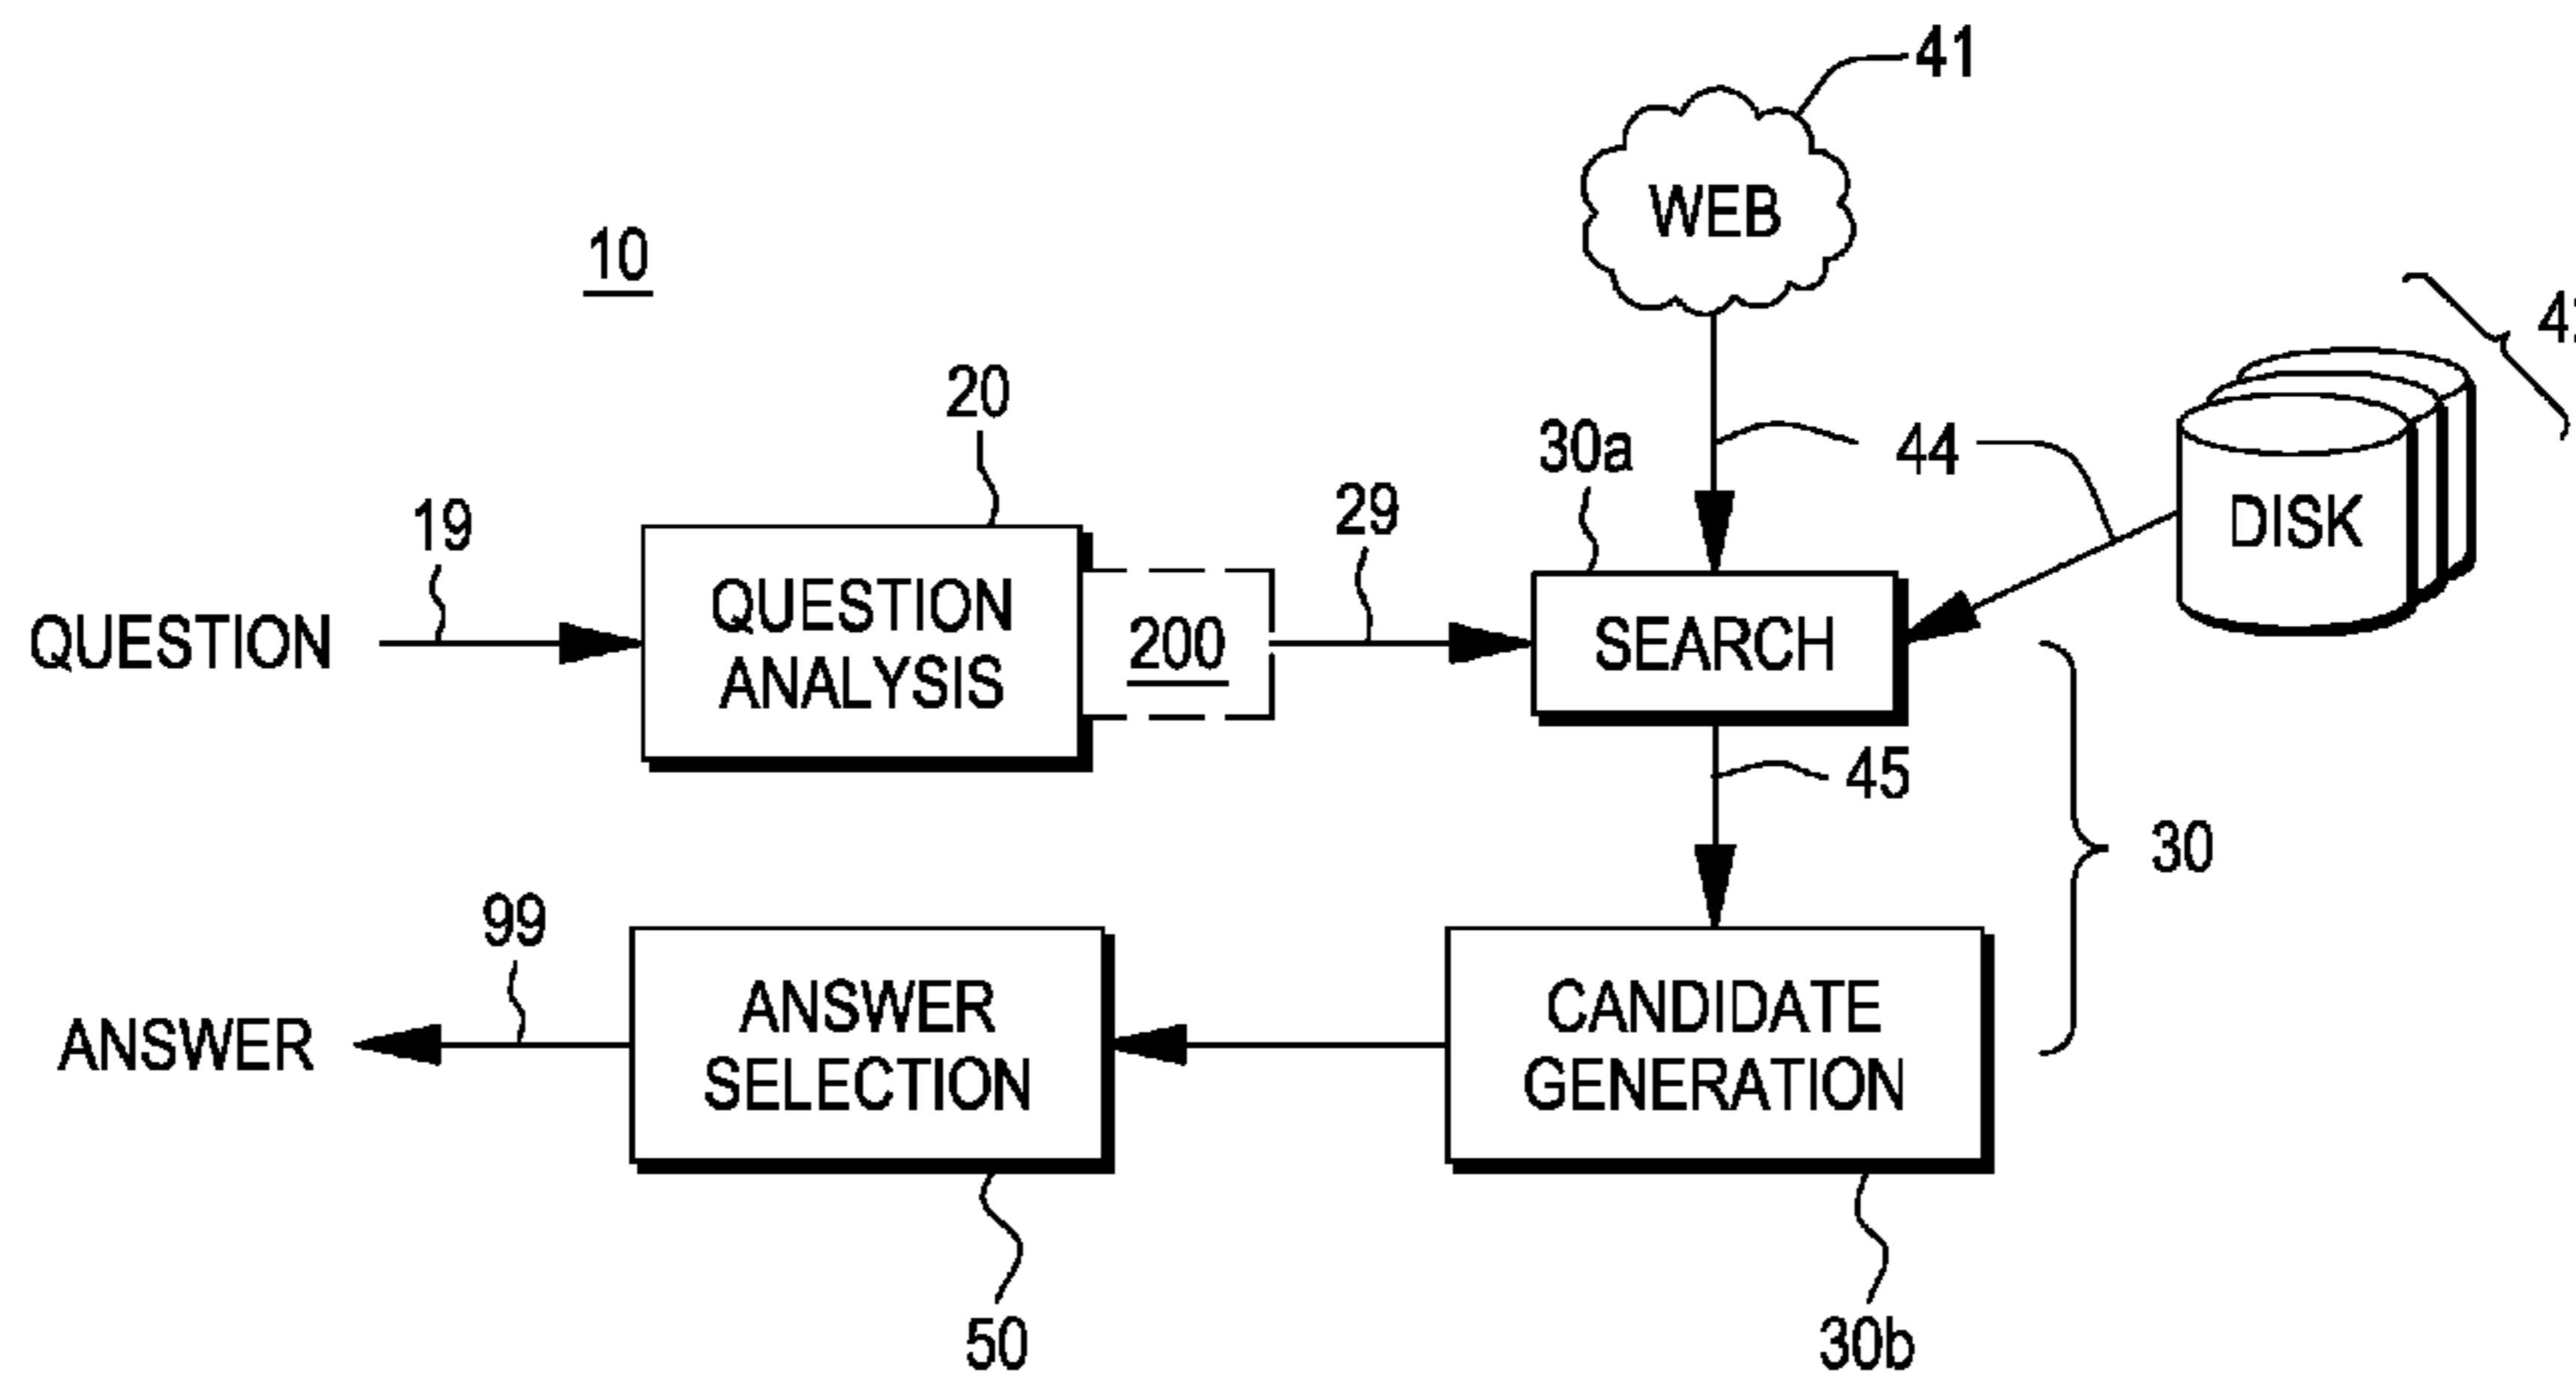 41
WEB
10
20
30a
44
DISK
19
29
QUESTION
QUESTION
ANALYSIS
200
SEARCH
45
30
99
ANSWER
ANSWER
SELECTION
CANDIDATE
GENERATION
50
30b